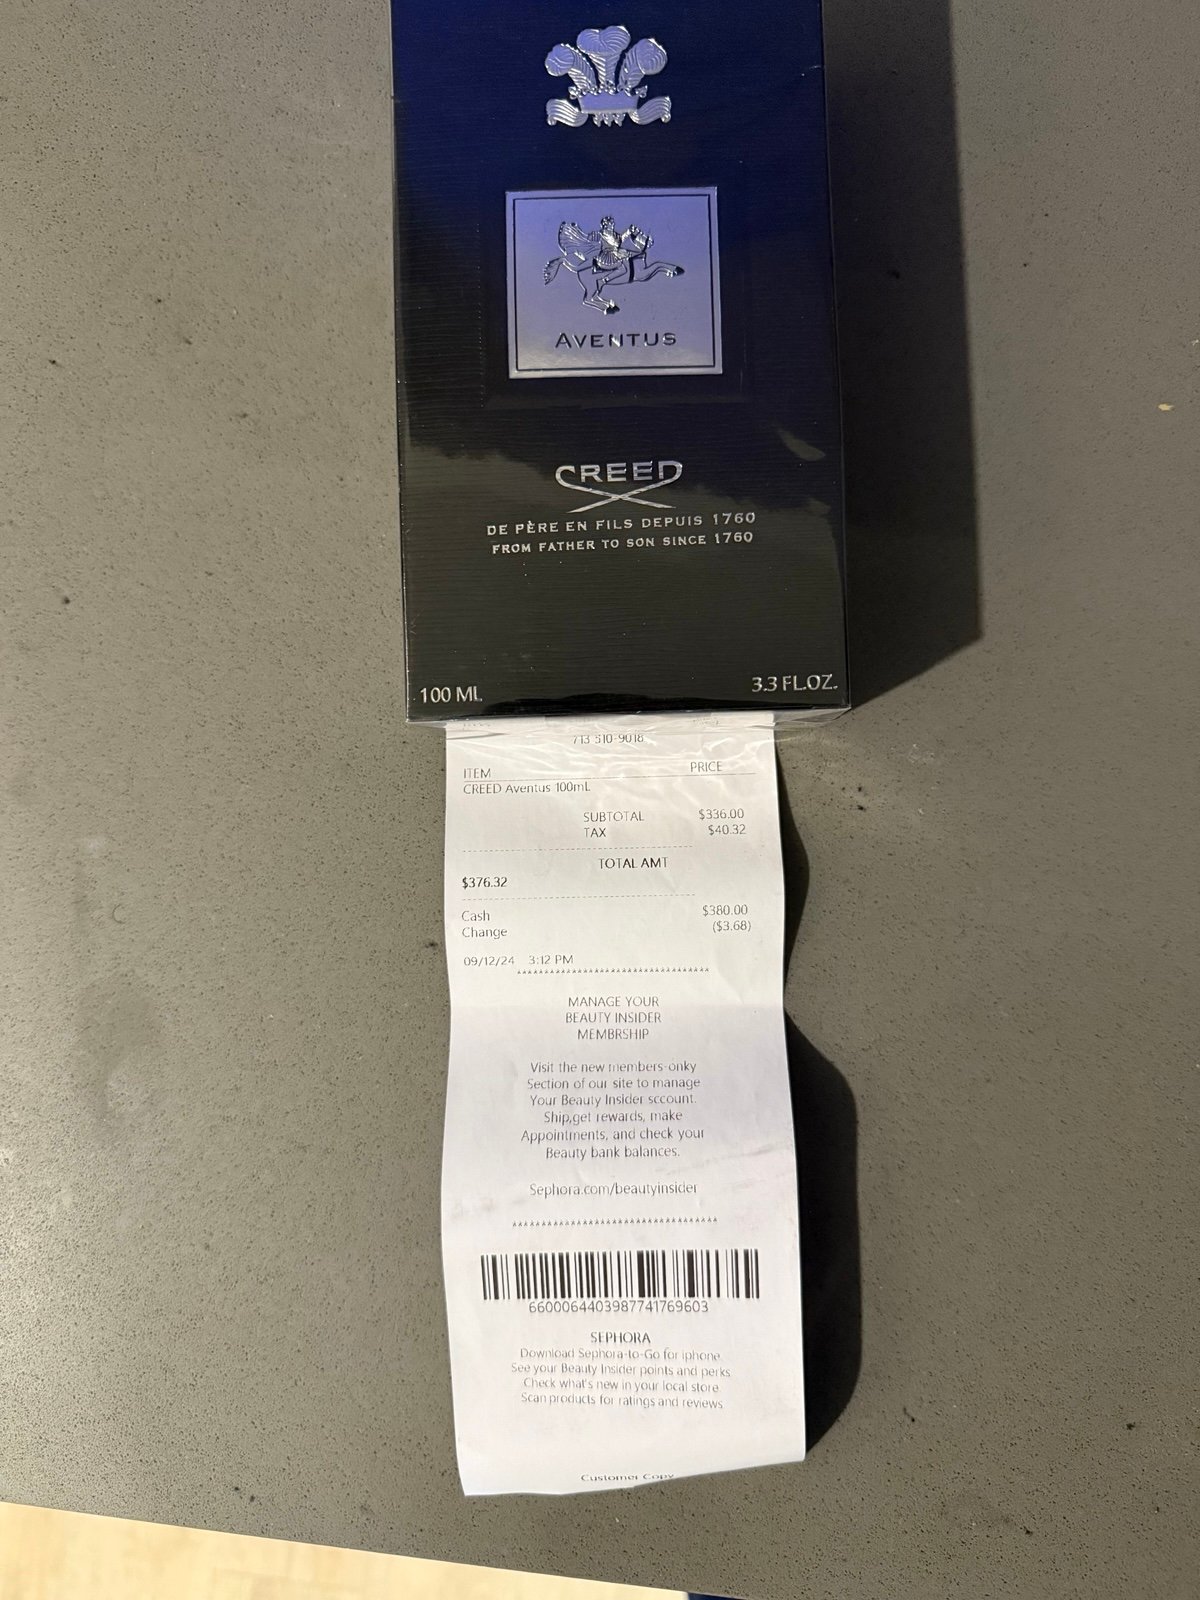 AVENTUS
CREED
DE PÈRE EN FILS DEPUIS 1760
FROM FATHER TO SON SINCE 1760
100 ML 3.3 FL.OZ.
713 510-9018
ITEM PRICE
CREED Aventus 100mL
SUBTOTAL $336.00
TAX $40.32
TOTAL AMT
$376.32
Cash $380.00
Change ($3.68)
09/12/24 3:12 PM
MANAGE YOUR
BEAUTY INSIDER
MEMBRSHIP
Visit the new members-onky
Section of our site to manage
Your Beauty Insider sccount.
Ship,get rewards, make
Appointments, and check your
Beauty bank balances.
Sephora.com/beautyinsider
6600064403987741769603
SEPHORA
Download Sephora-to-Go for iphone
See your Beauty Insider points and perks
Check what's new in your local store
Scan products for ratings and reviews
Customer Copy